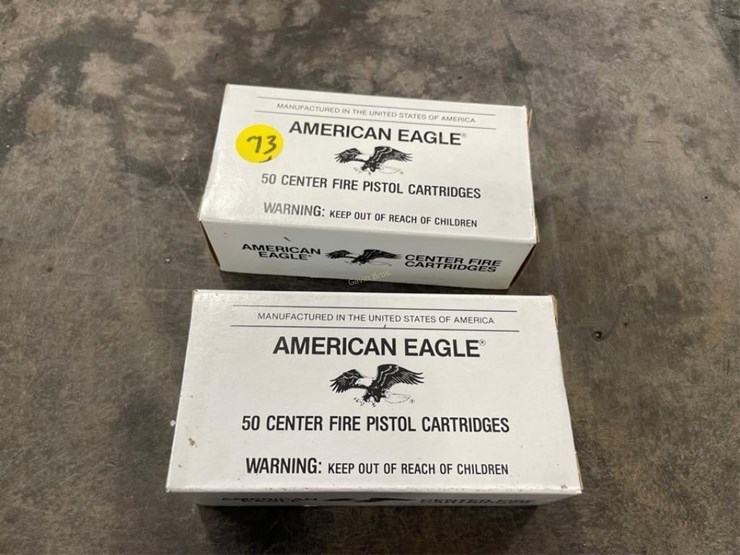 MANUFACTURED IN THE UNITED STATES OF AMERICA
AMERICAN EAGLE®
73
50 CENTER FIRE PISTOL CARTRIDGES
WARNING: KEEP OUT OF REACH OF CHILDREN
AMERICAN EAGLE®
CENTER FIRE CARTRIDGES
Gavin Bros.
MANUFACTURED IN THE UNITED STATES OF AMERICA
AMERICAN EAGLE®
50 CENTER FIRE PISTOL CARTRIDGES
WARNING: KEEP OUT OF REACH OF CHILDREN